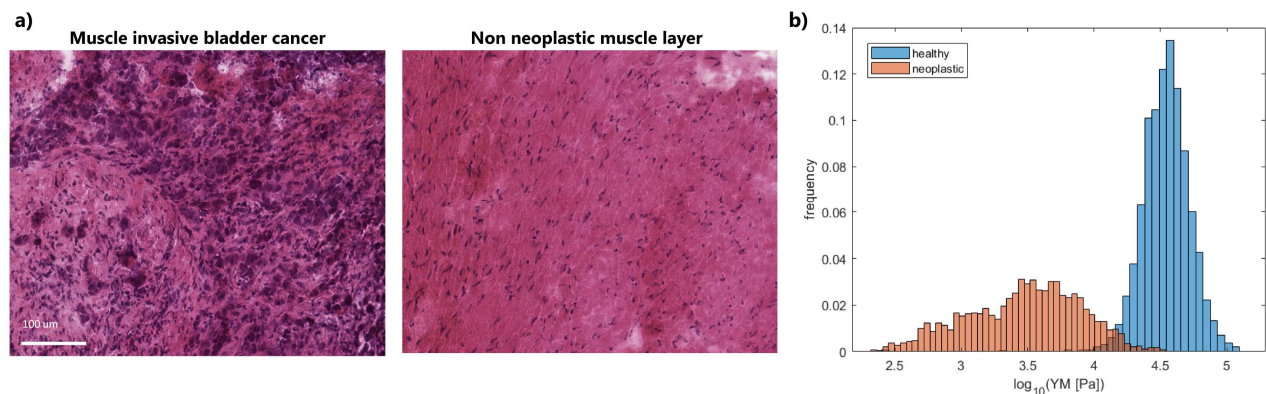 a)
Muscle invasive bladder cancer
Non neoplastic muscle layer
100 um
b)
0.14
0.12
0.1
0.08
0.06
0.04
0.02
0
frequency
healthy
neoplastic
2.5 3 3.5 4 4.5 5
log10(YM [Pa])